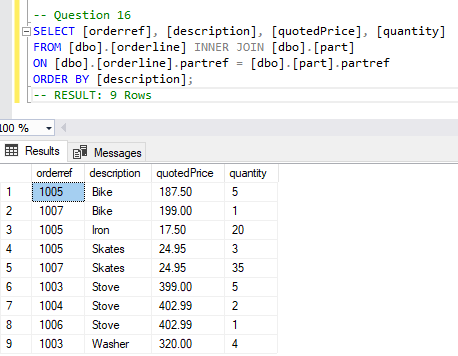 -- Question 16
SELECT [orderref], [description], [quotedPrice], [quantity]
FROM [dbo].[orderline] INNER JOIN [dbo].[part]
ON [dbo].[orderline].partref = [dbo].[part].partref
ORDER BY [description];
-- RESULT: 9 Rows
100 %
Results Messages
orderref description quotedPrice quantity
1 1005 Bike 187.50 5
2 1007 Bike 199.00 1
3 1005 Iron 17.50 20
4 1005 Skates 24.95 3
5 1007 Skates 24.95 35
6 1003 Stove 399.00 5
7 1004 Stove 402.99 2
8 1006 Stove 402.99 1
9 1003 Washer 320.00 4